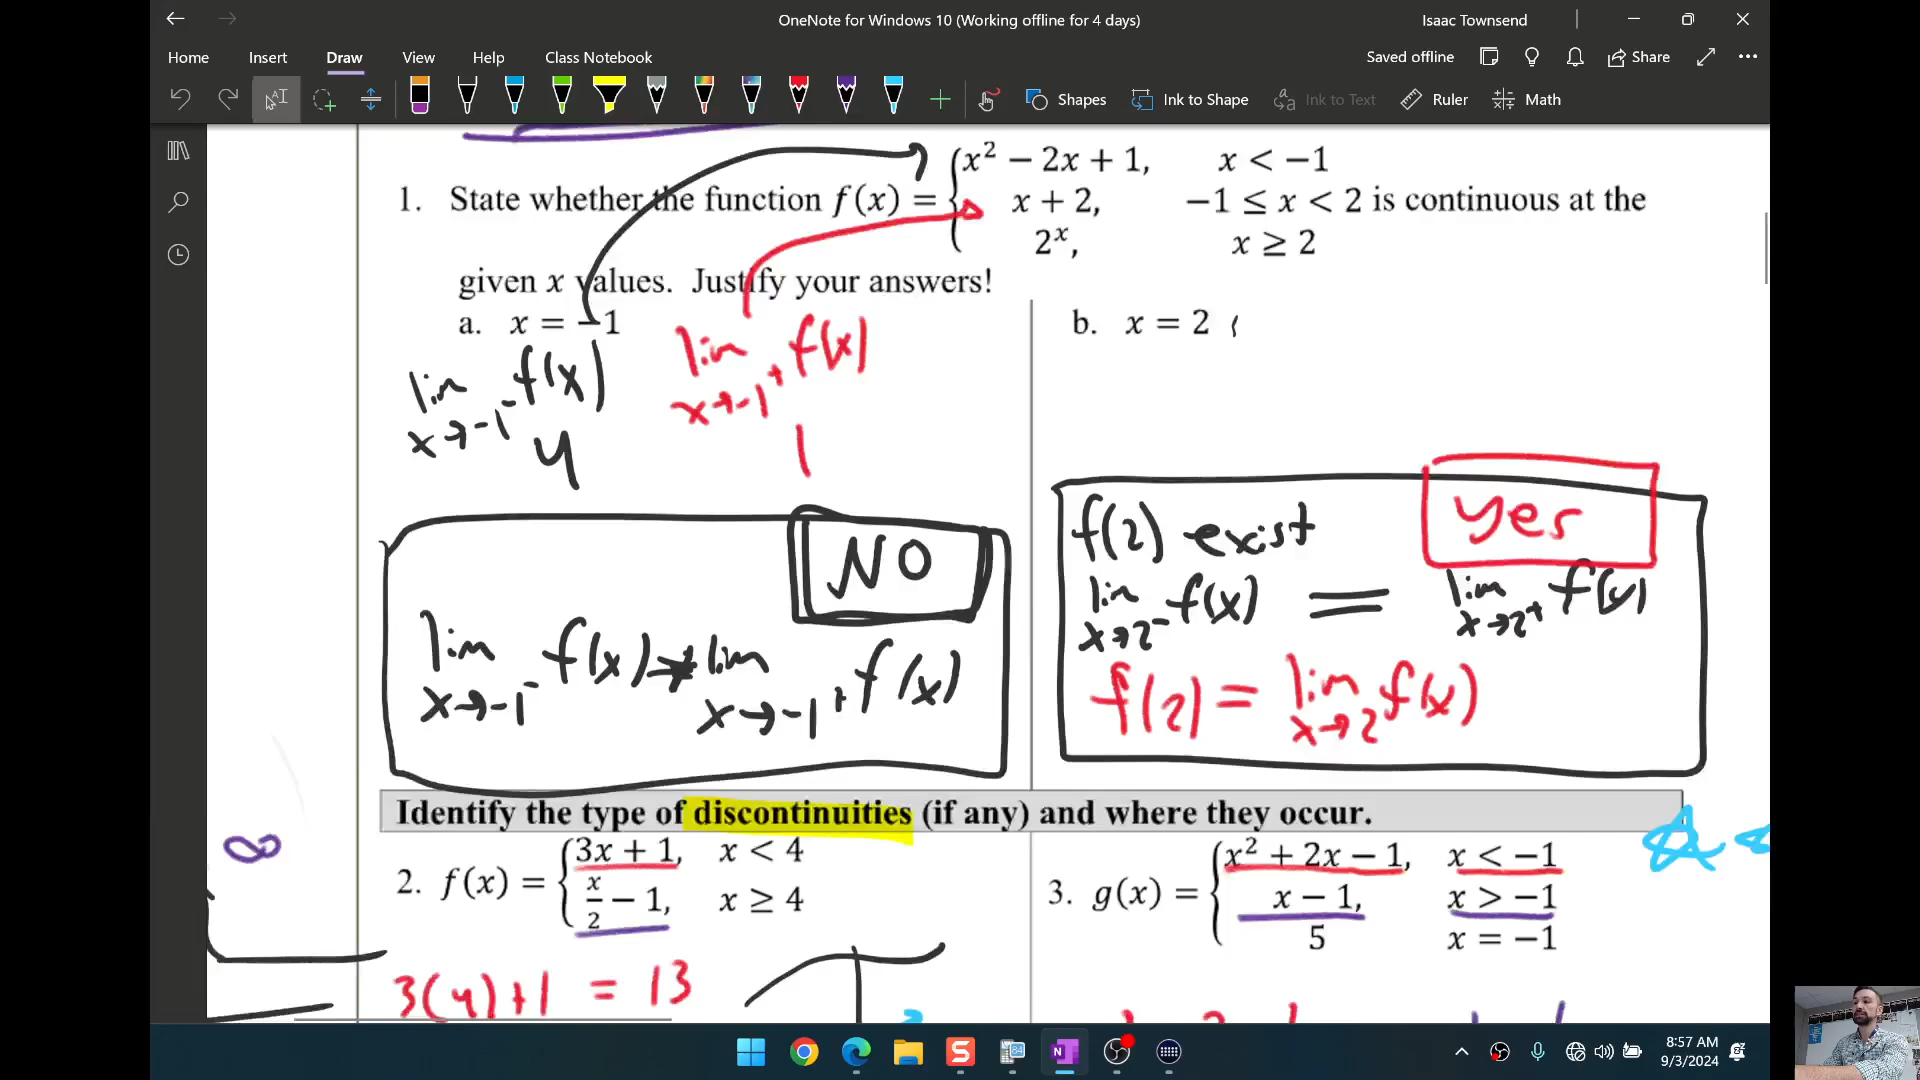 OneNote for Windows 10 (Working offline for 4 days)
Isaac Townsend
Home Insert Draw View Help Class Notebook
Saved offline Share
Shapes Ink to Shape Ink to Text Ruler Math
1. State whether the function f(x) = { x² − 2x + 1, x < −1
x + 2, −1 ≤ x < 2 is continuous at the
2ˣ, x ≥ 2
given x values. Justify your answers!
a. x = −1
b. x = 2
lim x→-1⁻ f(x)
4
lim x→-1⁺ f(x)
1
NO
lim x→-1⁻ f(x) ≠ lim x→-1⁺ f(x)
yes
f(2) exist
lim x→2⁻ f(x) = lim x→2⁺ f(x)
f(2) = lim x→2 f(x)
Identify the type of discontinuities (if any) and where they occur.
∞
2. f(x) = { 3x + 1, x < 4
x/2 − 1, x ≥ 4
3(4)+1 = 13
3. g(x) = { x² + 2x − 1, x < −1
x − 1, x > −1
5 x = −1
8:57 AM
9/3/2024